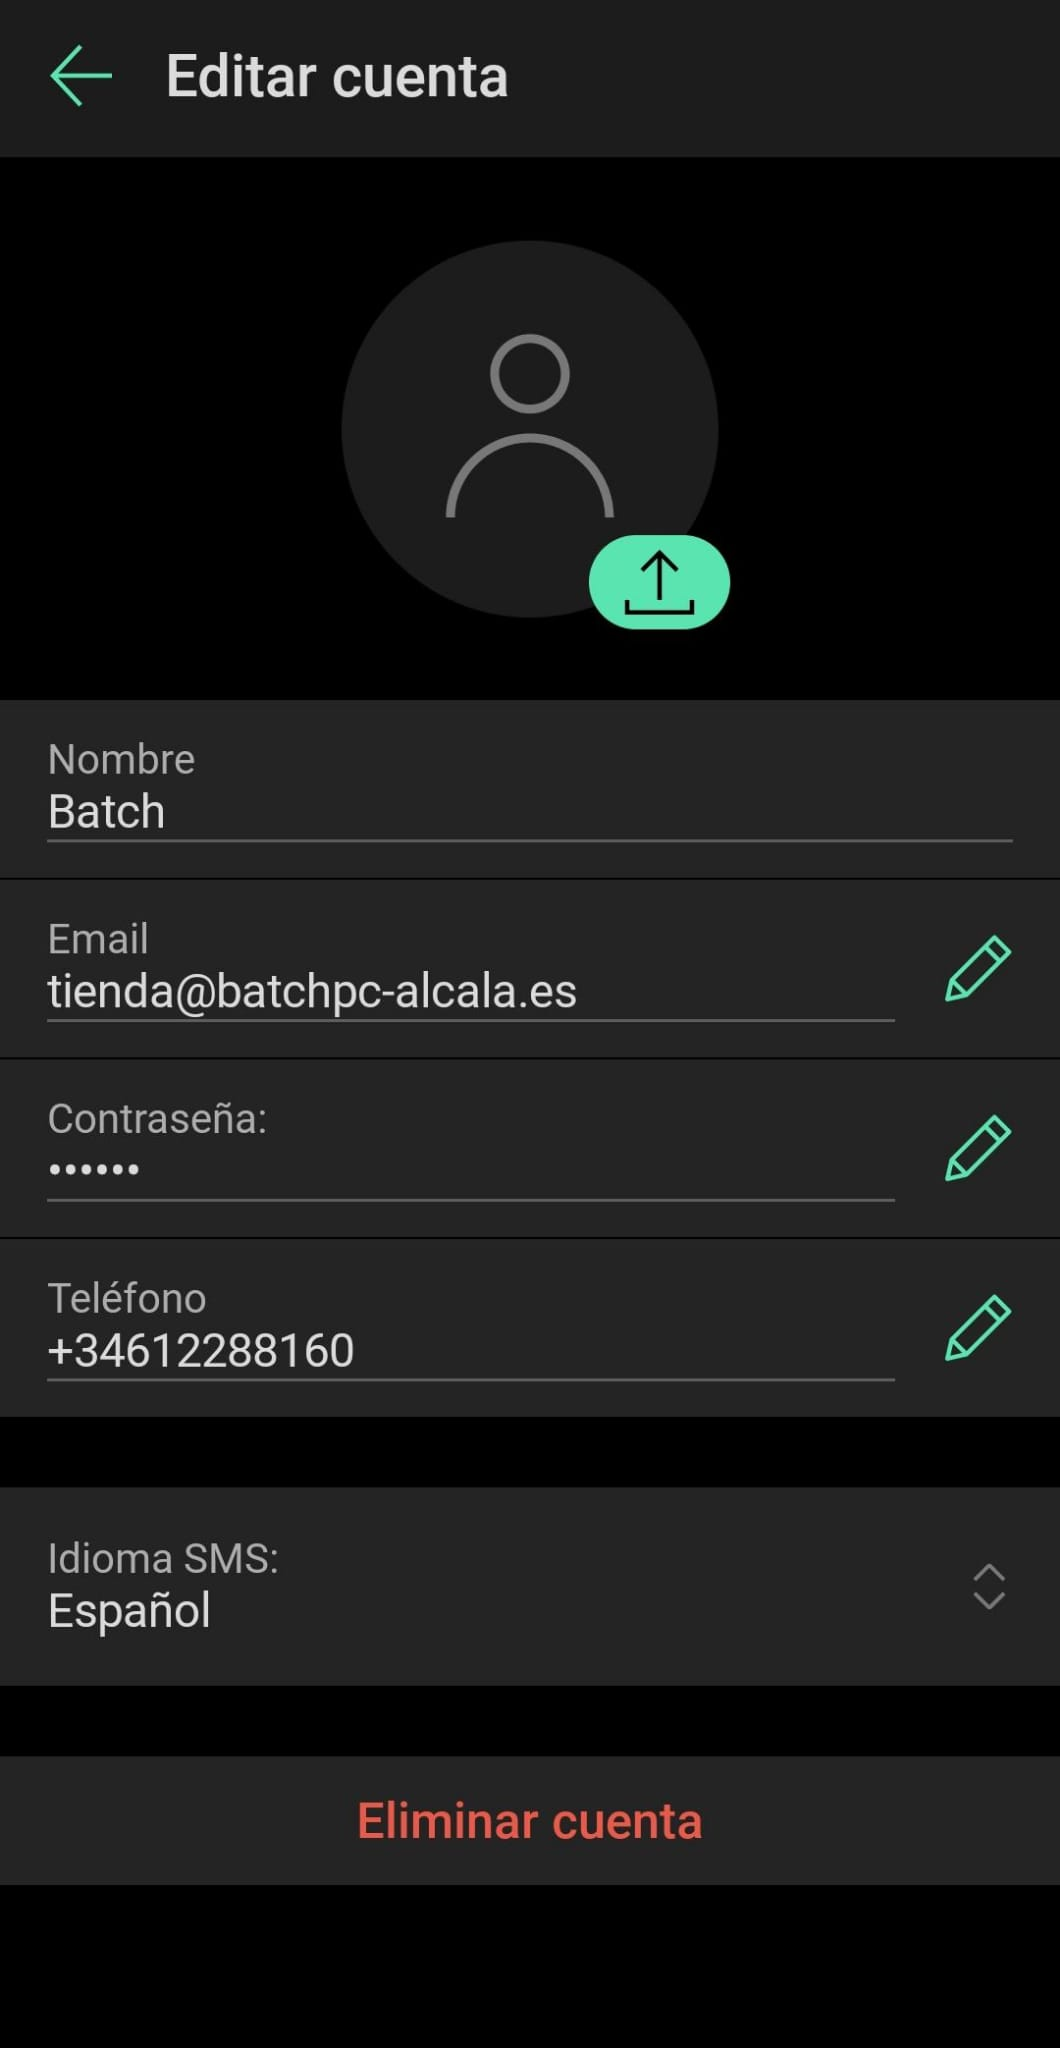 Editar cuenta
Nombre
Batch
Email
tienda@batchpc-alcala.es
Contraseña:
••••••
Teléfono
+34612288160
Idioma SMS:
Español
Eliminar cuenta